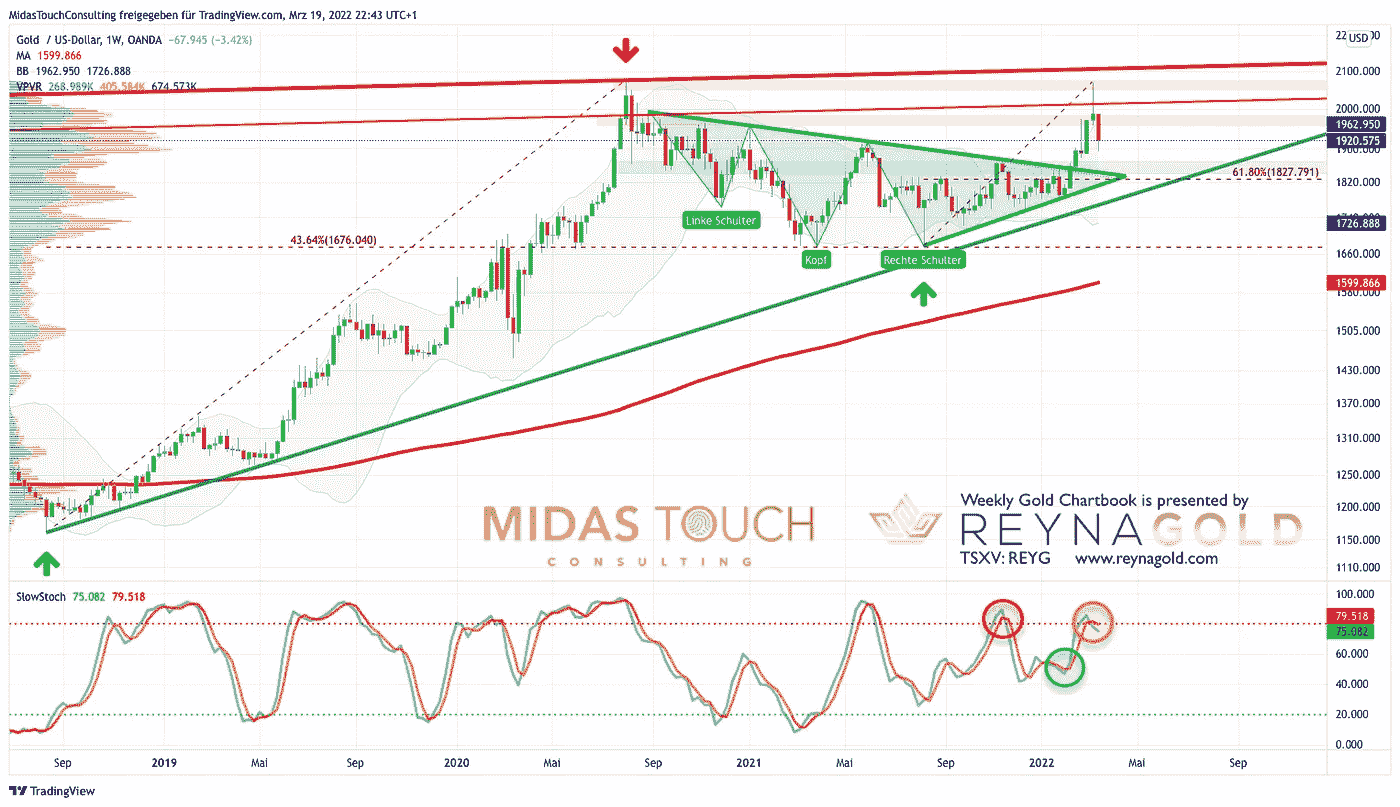 MidasTouchConsulting freigegeben für TradingView.com, Mrz 19, 2022 22:43 UTC+1
Gold / US-Dollar, 1W, OANDA −67.945 (−3.42%)
MA 1599.866
BB 1962.950 1726.888
VPVR 268.989K 405.584K 674.573K
USD
2100.000
2000.000
1962.950
1920.575
1900.000
1820.000
1726.888
1660.000
1599.866
1560.000
1505.000
1430.000
1370.000
1310.000
1250.000
1200.000
1150.000
1110.000
61.80%(1827.791)
43.64%(1676.040)
Linke Schulter
Kopf
Rechte Schulter
MIDAS TOUCH
CONSULTING
Weekly Gold Chartbook is presented by
REYNAGOLD
TSXV: REYG www.reynagold.com
SlowStoch 75.082 79.518
100.000
79.518
75.082
60.000
40.000
20.000
0.000
Sep 2019 Mai Sep 2020 Mai Sep 2021 Mai Sep 2022 Mai Sep
TradingView